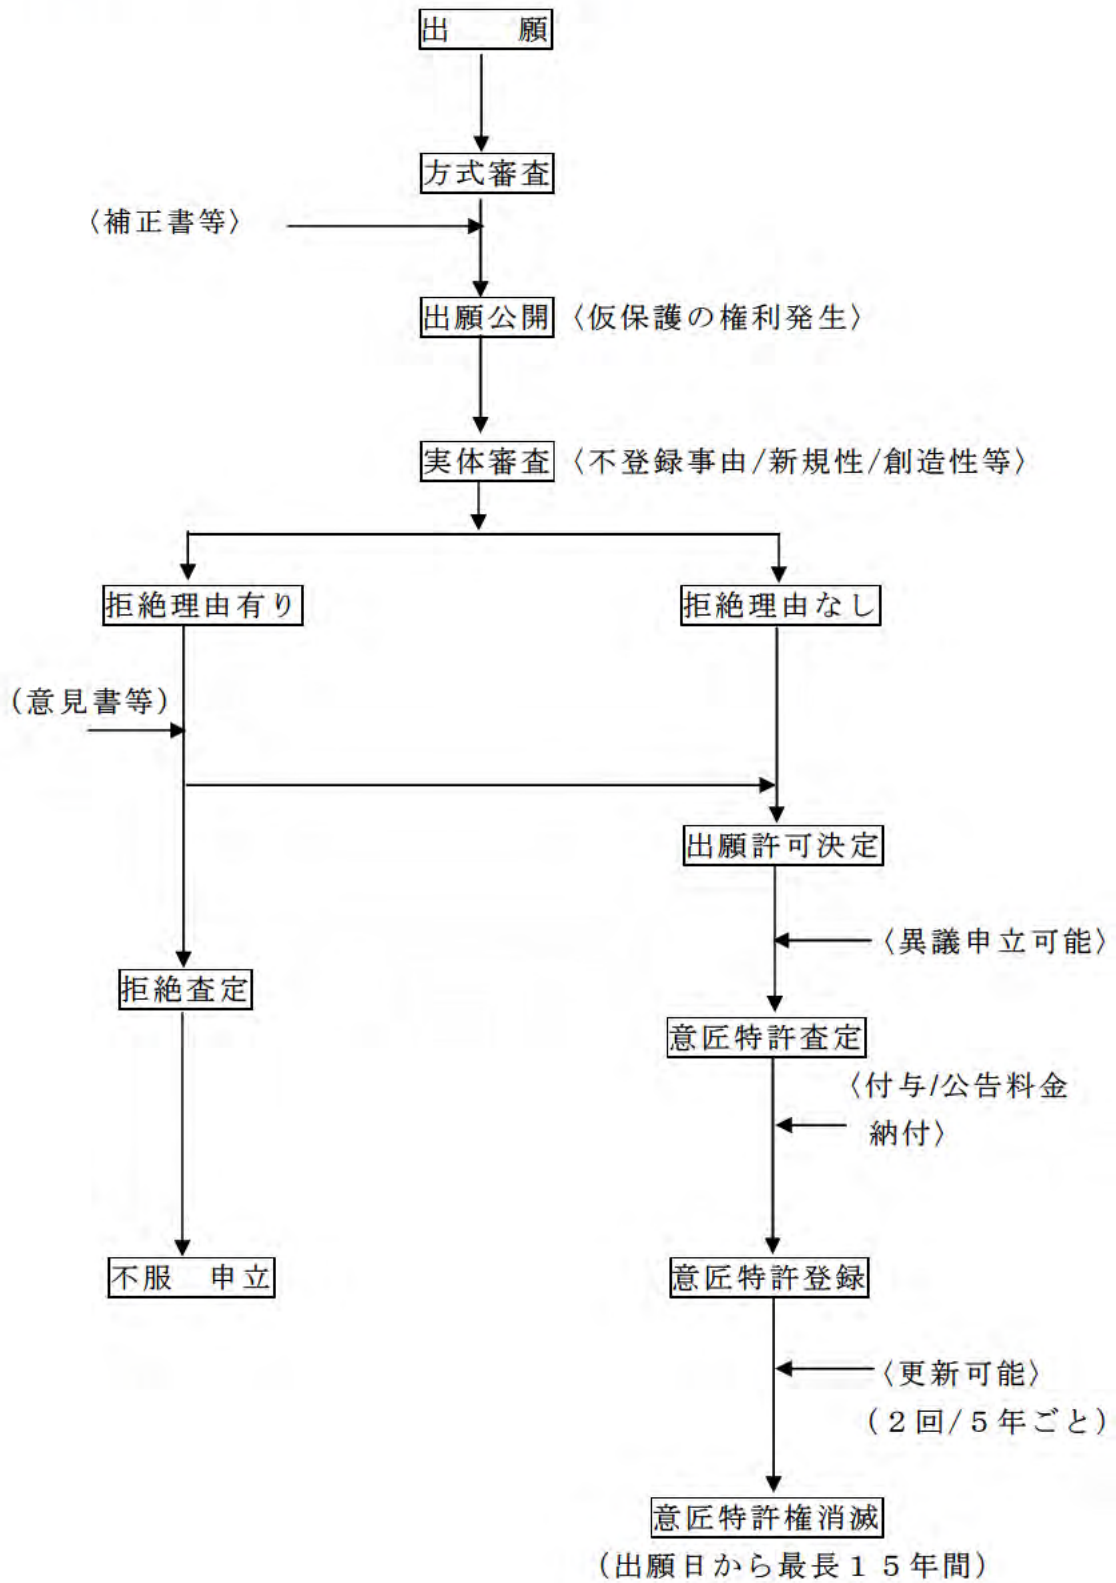 出　　願
方式審査
〈補正書等〉
出願公開 〈仮保護の権利発生〉
実体審査 〈不登録事由/新規性/創造性等〉
拒絶理由有り
拒絶理由なし
(意見書等)
出願許可決定
〈異議申立可能〉
拒絶査定
意匠特許査定
〈付与/公告料金
納付〉
不服　申立
意匠特許登録
〈更新可能〉
(２回/５年ごと)
意匠特許権消滅
(出願日から最長１５年間)